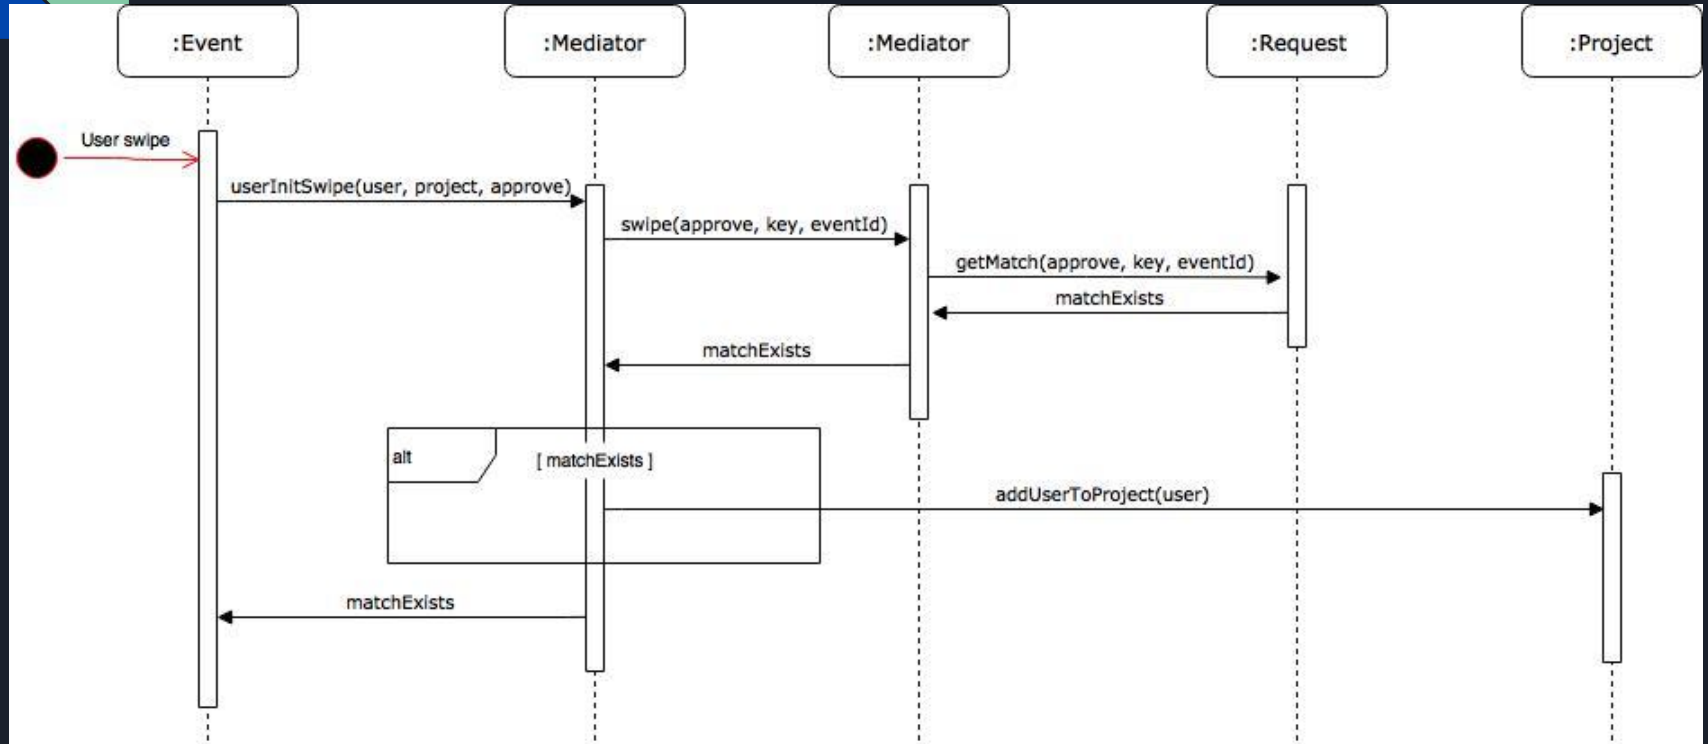 :Event
:Mediator
:Mediator
:Request
:Project
User swipe
userInitSwipe(user, project, approve)
swipe(approve, key, eventId)
getMatch(approve, key, eventId)
matchExists
matchExists
alt
[ matchExists ]
addUserToProject(user)
matchExists